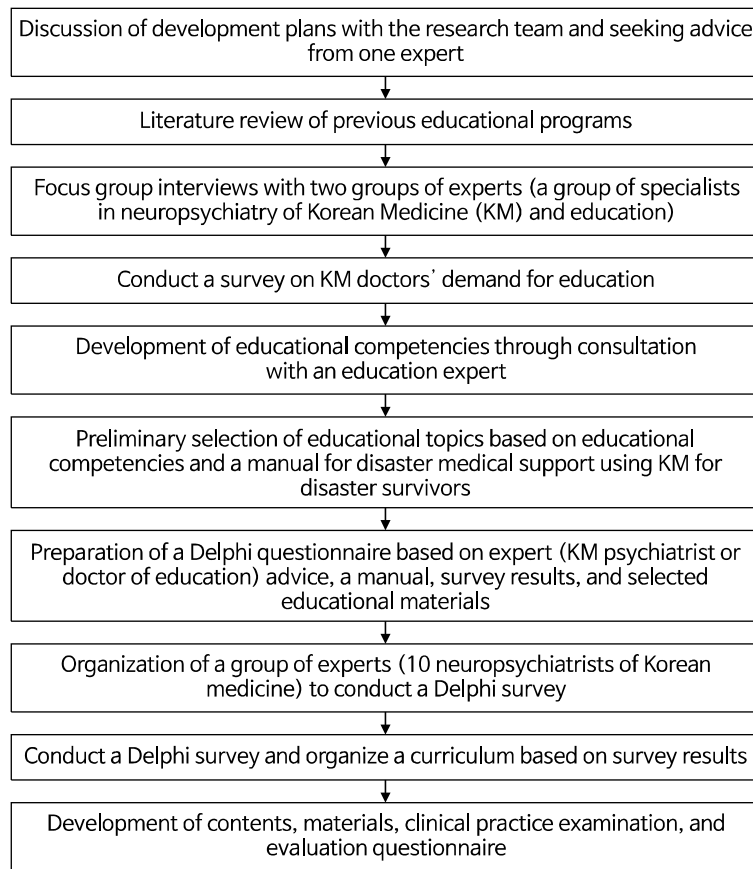 Discussion of development plans with the research team and seeking advice
from one expert
Literature review of previous educational programs
Focus group interviews with two groups of experts (a group of specialists
in neuropsychiatry of Korean Medicine (KM) and education)
Conduct a survey on KM doctors’ demand for education
Development of educational competencies through consultation
with an education expert
Preliminary selection of educational topics based on educational
competencies and a manual for disaster medical support using KM for
disaster survivors
Preparation of a Delphi questionnaire based on expert (KM psychiatrist or
doctor of education) advice, a manual, survey results, and selected
educational materials
Organization of a group of experts (10 neuropsychiatrists of Korean
medicine) to conduct a Delphi survey
Conduct a Delphi survey and organize a curriculum based on survey results
Development of contents, materials, clinical practice examination, and
evaluation questionnaire